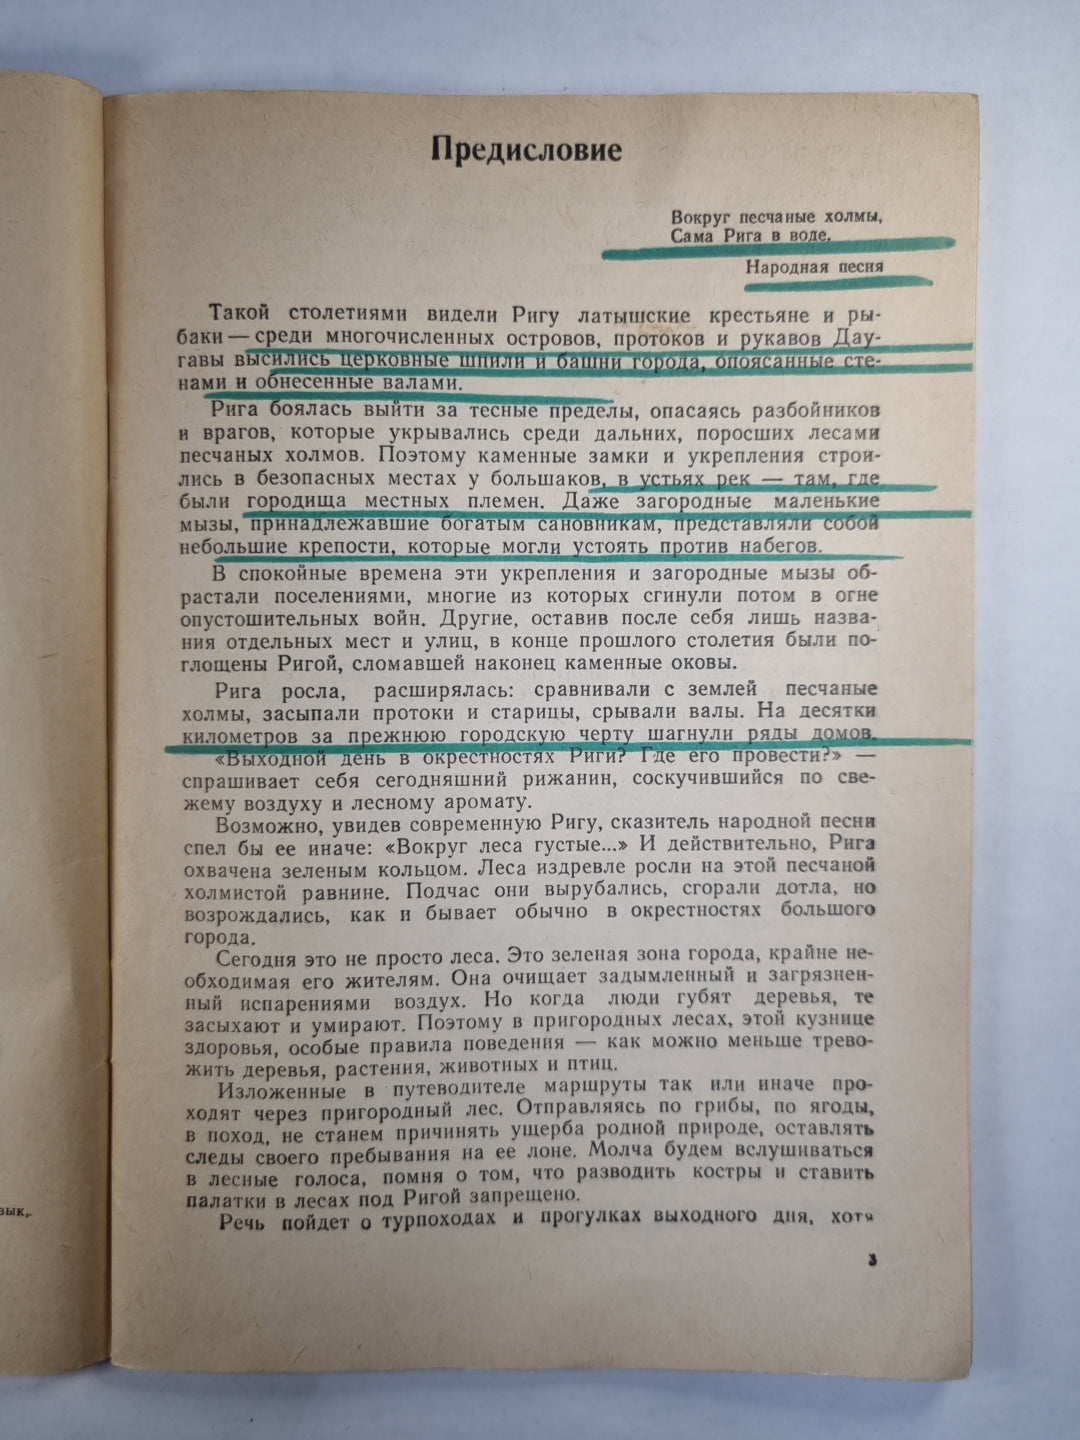 Предисловие
Вокруг песчаные холмы,
Сама Рига в воде.
Народная песня
Такой столетиями видели Ригу латышские крестьяне и ры-
баки — среди многочисленных островов, протоков и рукавов Дау-
гавы высились церковные шпили и башни города, опоясанные сте-
нами и обнесенные валами.
Рига боялась выйти за тесные пределы, опасаясь разбойников
и врагов, которые укрывались среди дальних, поросших лесами
песчаных холмов. Поэтому каменные замки и укрепления строи-
лись в безопасных местах у большаков, в устьях рек — там, где
были городища местных племен. Даже загородные маленькие
мызы, принадлежавшие богатым сановникам, представляли собой
небольшие крепости, которые могли устоять против набегов.
В спокойные времена эти укрепления и загородные мызы об-
растали поселениями, многие из которых сгинули потом в огне
опустошительных войн. Другие, оставив после себя лишь назва-
ния отдельных мест и улиц, в конце прошлого столетия были по-
глощены Ригой, сломавшей наконец каменные оковы.
Рига росла, расширялась: сравнивали с землей песчаные
холмы, засыпали протоки и старицы, срывали валы. На десятки
километров за прежнюю городскую черту шагнули ряды домов.
«Выходной день в окрестностях Риги? Где его провести?» —
спрашивает себя сегодняшний рижанин, соскучившийся по све-
жему воздуху и лесному аромату.
Возможно, увидев современную Ригу, сказитель народной песни
спел бы ее иначе: «Вокруг леса густые...» И действительно, Рига
охвачена зеленым кольцом. Леса издревле росли на этой песчаной
холмистой равнине. Подчас они вырубались, сгорали дотла, но
возрождались, как и бывает обычно в окрестностях большого
города.
Сегодня это не просто леса. Это зеленая зона города, крайне не-
обходимая его жителям. Она очищает задымленный и загрязнен-
ный испарениями воздух. Но когда люди губят деревья, те
засыхают и умирают. Поэтому в пригородных лесах, этой кузнице
здоровья, особые правила поведения — как можно меньше трево-
жить деревья, растения, животных и птиц.
Изложенные в путеводителе маршруты так или иначе про-
ходят через пригородный лес. Отправляясь по грибы, по ягоды,
в поход, не станем причинять ущерба родной природе, оставлять
следы своего пребывания на ее лоне. Молча будем вслушиваться
в лесные голоса, помня о том, что разводить костры и ставить
палатки в лесах под Ригой запрещено.
Речь пойдет о турпоходах и прогулках выходного дня, хотя
3